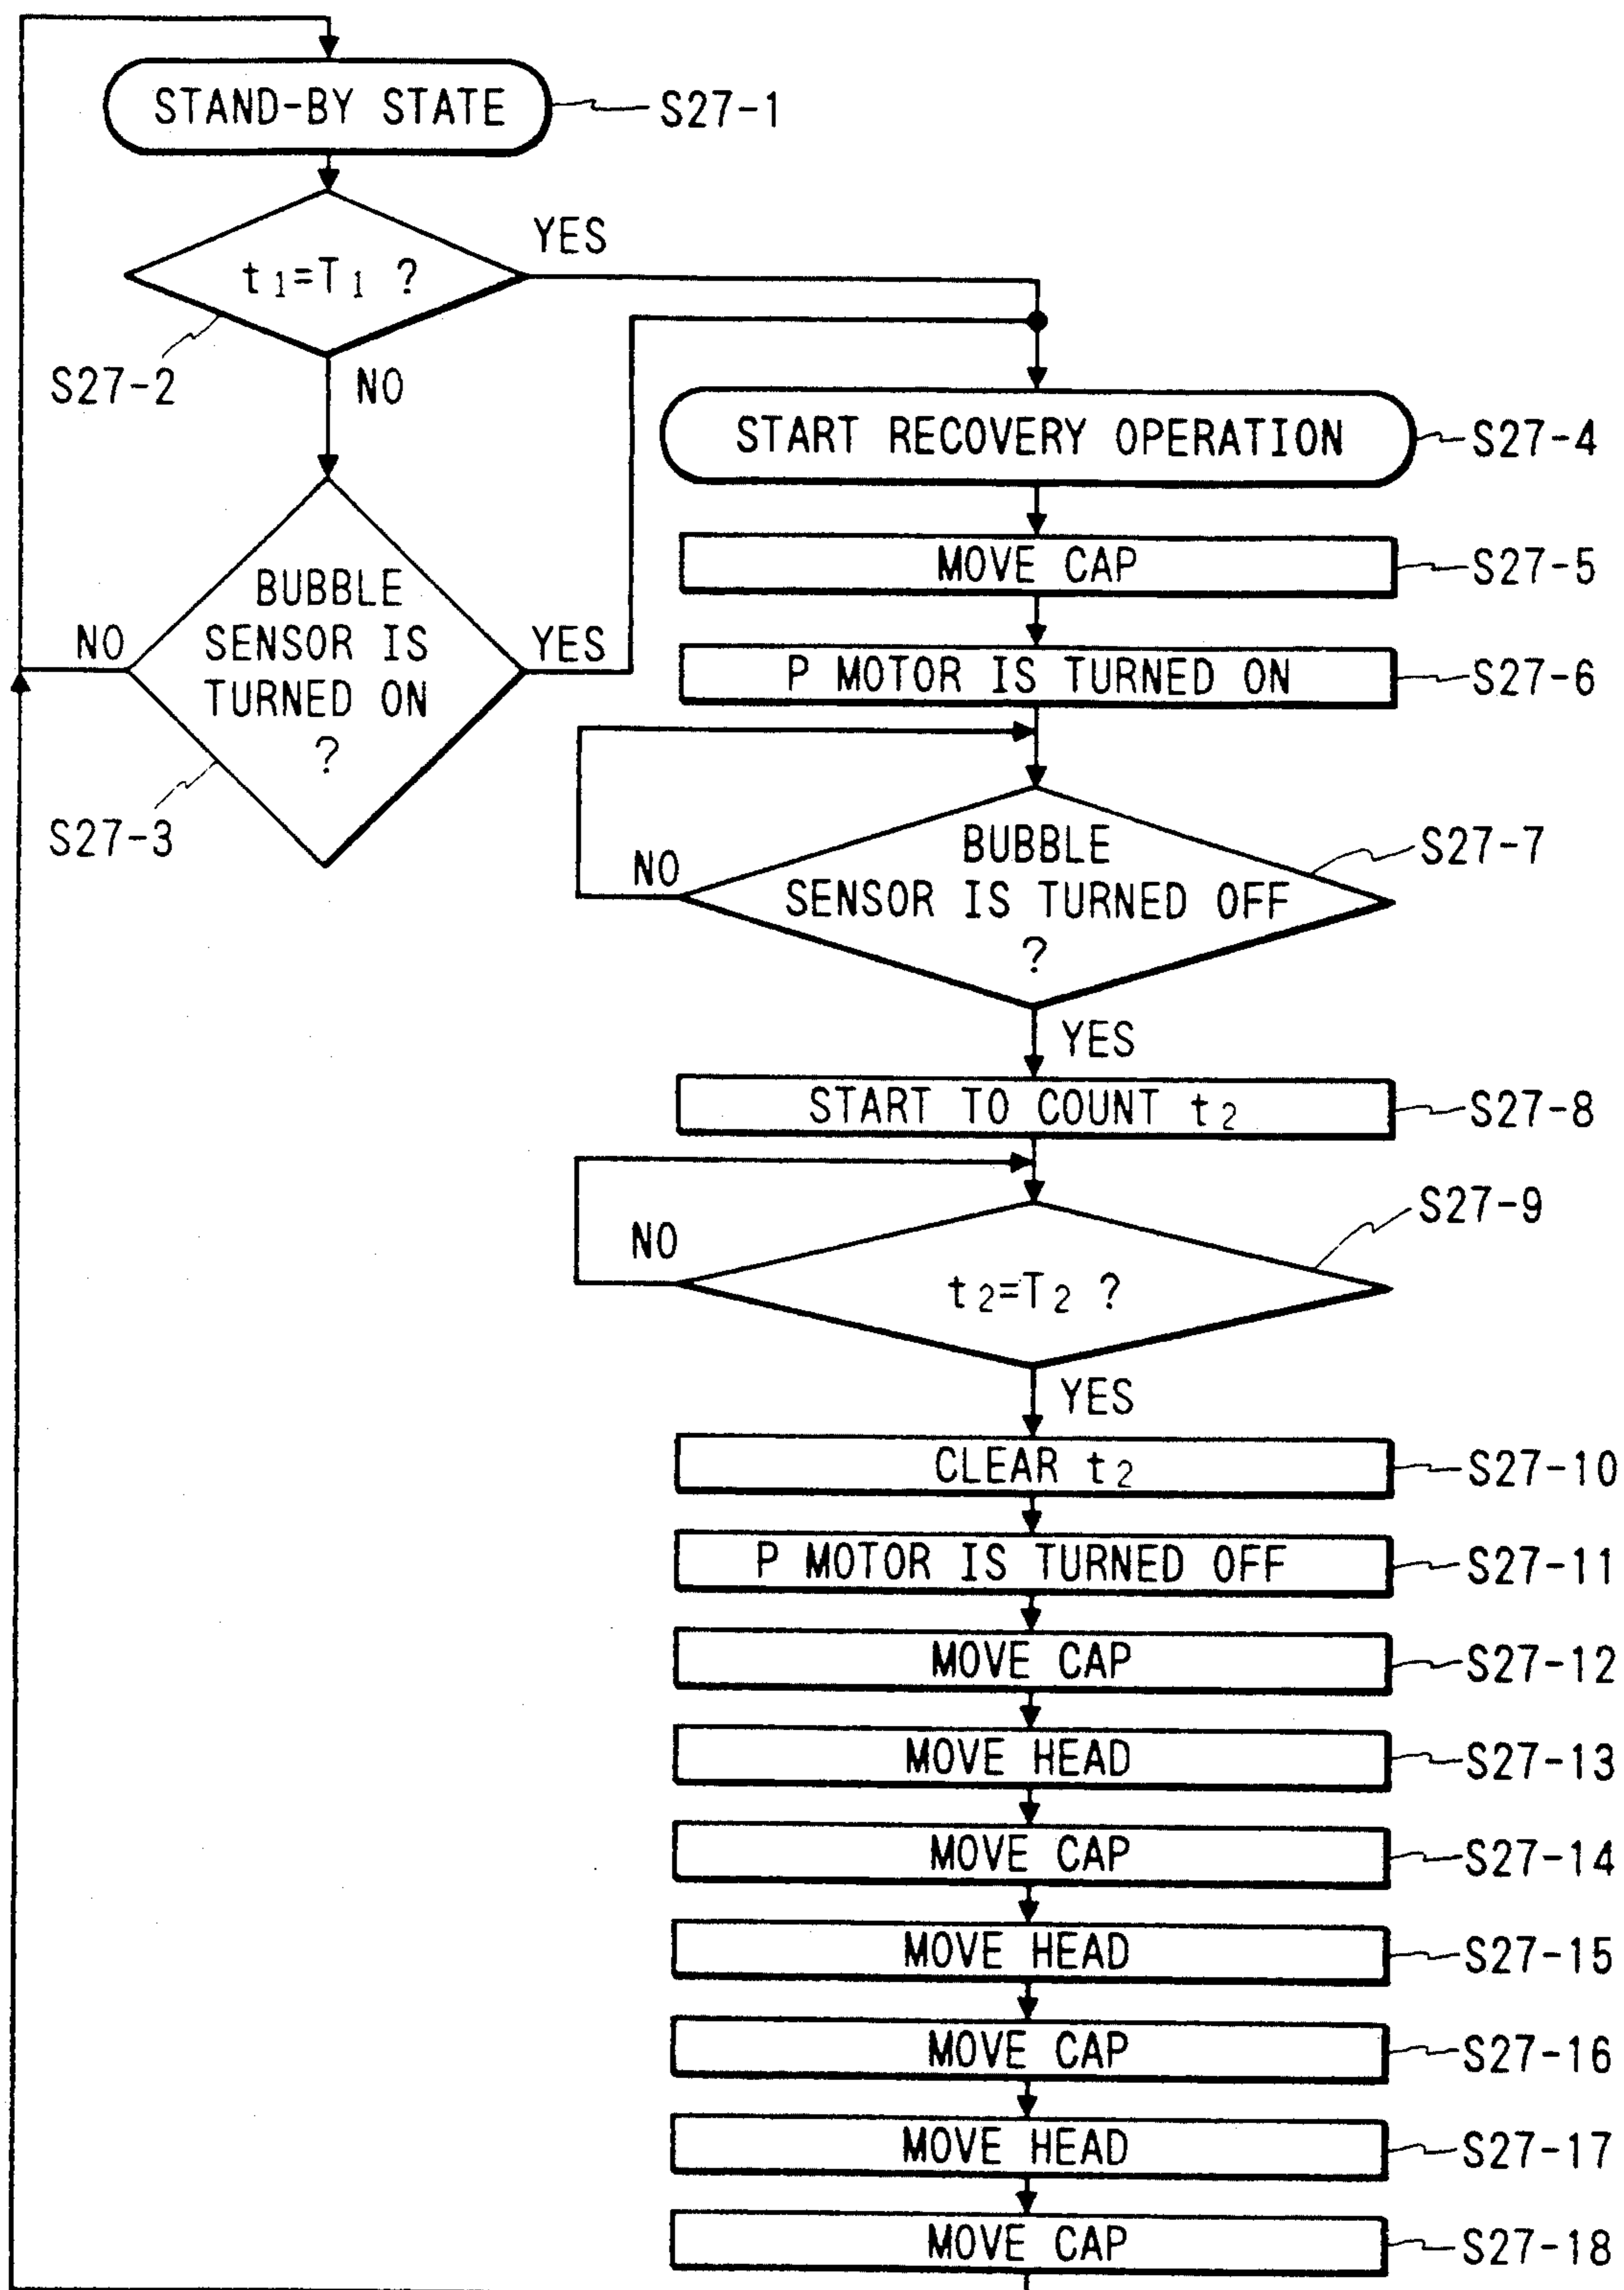 STAND-BY STATE
S27-1
t1=T1 ?
YES
S27-2
NO
START RECOVERY OPERATION
S27-4
MOVE CAP
S27-5
BUBBLE
SENSOR IS
TURNED ON
?
NO
YES
S27-3
P MOTOR IS TURNED ON
S27-6
BUBBLE
SENSOR IS TURNED OFF
?
S27-7
NO
YES
START TO COUNT t2
S27-8
t2=T2 ?
S27-9
NO
YES
CLEAR t2
S27-10
P MOTOR IS TURNED OFF
S27-11
MOVE CAP
S27-12
MOVE HEAD
S27-13
MOVE CAP
S27-14
MOVE HEAD
S27-15
MOVE CAP
S27-16
MOVE HEAD
S27-17
MOVE CAP
S27-18